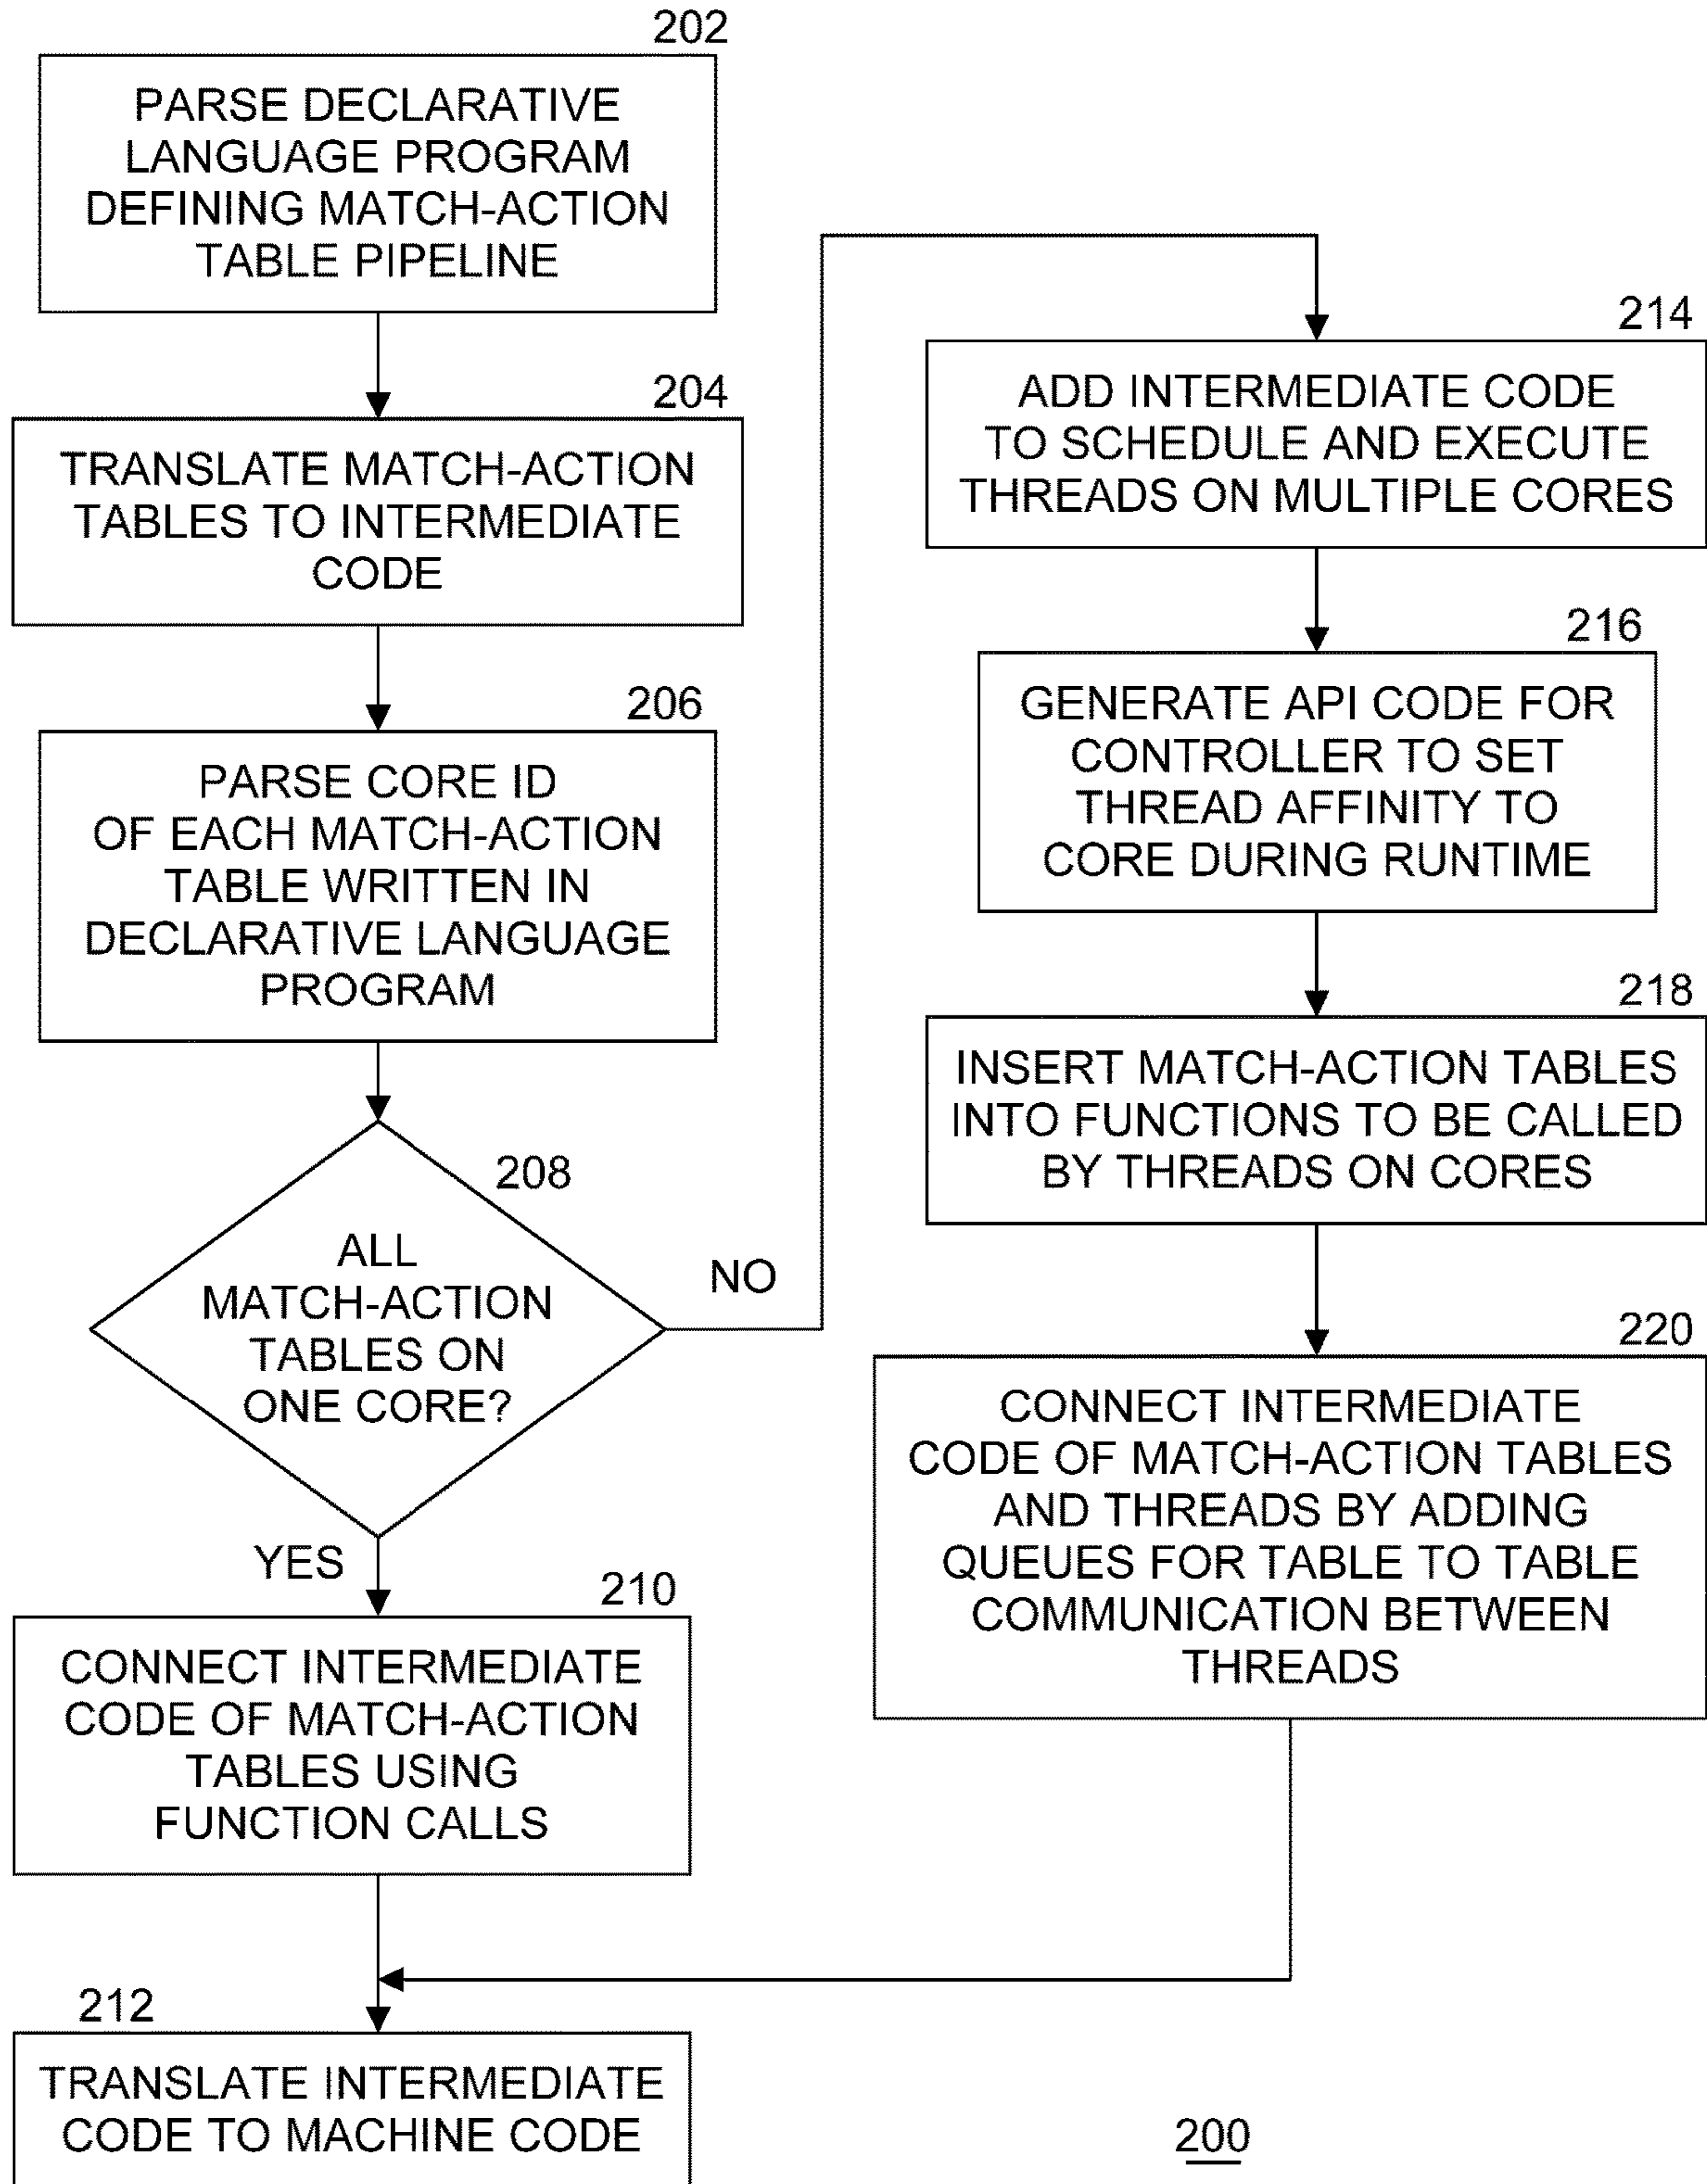 202
PARSE DECLARATIVE
LANGUAGE PROGRAM
DEFINING MATCH-ACTION
TABLE PIPELINE
204
TRANSLATE MATCH-ACTION
TABLES TO INTERMEDIATE
CODE
206
PARSE CORE ID
OF EACH MATCH-ACTION
TABLE WRITTEN IN
DECLARATIVE LANGUAGE
PROGRAM
208
ALL
MATCH-ACTION
TABLES ON
ONE CORE?
NO
YES
210
CONNECT INTERMEDIATE
CODE OF MATCH-ACTION
TABLES USING
FUNCTION CALLS
212
TRANSLATE INTERMEDIATE
CODE TO MACHINE CODE
214
ADD INTERMEDIATE CODE
TO SCHEDULE AND EXECUTE
THREADS ON MULTIPLE CORES
216
GENERATE API CODE FOR
CONTROLLER TO SET
THREAD AFFINITY TO
CORE DURING RUNTIME
218
INSERT MATCH-ACTION TABLES
INTO FUNCTIONS TO BE CALLED
BY THREADS ON CORES
220
CONNECT INTERMEDIATE
CODE OF MATCH-ACTION TABLES
AND THREADS BY ADDING
QUEUES FOR TABLE TO TABLE
COMMUNICATION BETWEEN
THREADS
200